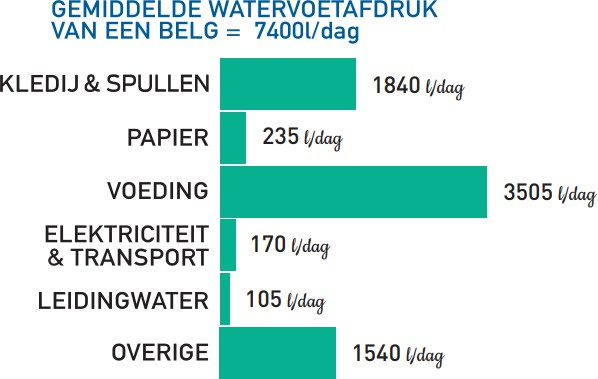 GEMIDDELDE WATERVOETAFDRUK
VAN EEN BELG = 7400l/dag
KLEDIJ & SPULLEN 1840 l/dag
PAPIER 235 l/dag
VOEDING 3505 l/dag
ELEKTRICITEIT
& TRANSPORT 170 l/dag
LEIDINGWATER 105 l/dag
OVERIGE 1540 l/dag